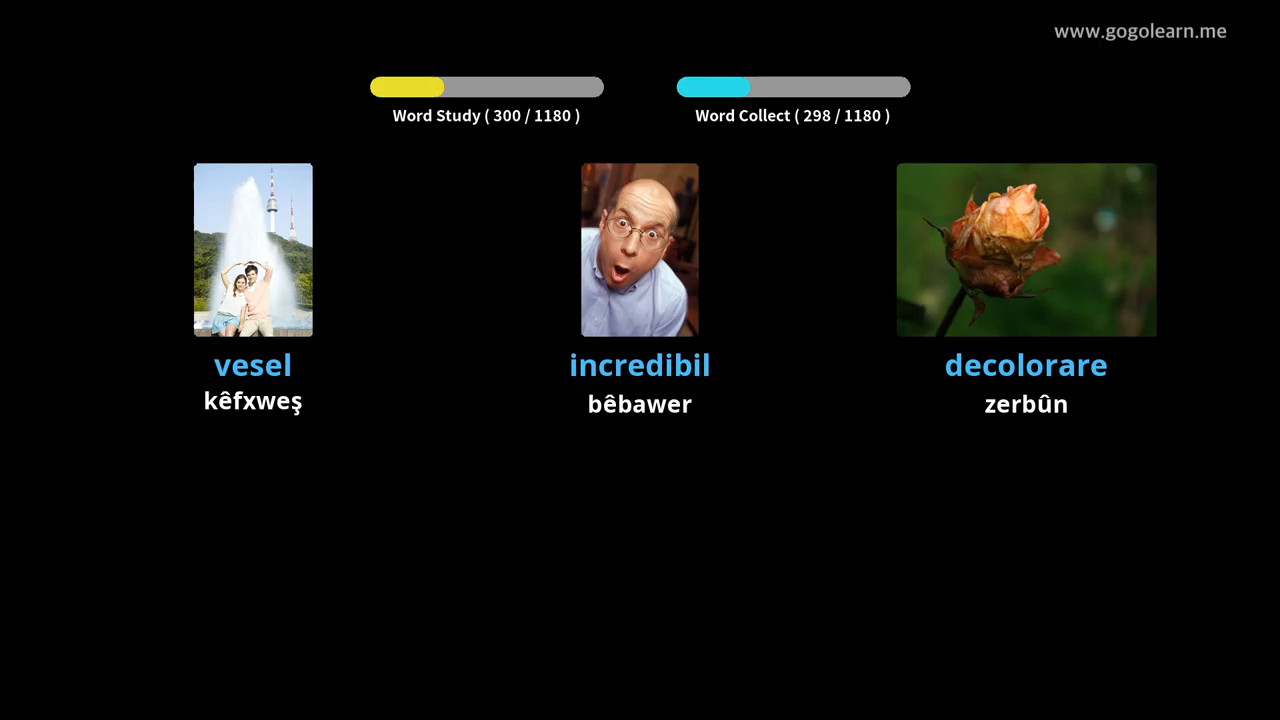 www.gogolearn.me
Word Study ( 300 / 1180 )
Word Collect ( 298 / 1180 )
vesel
incredibil
decolorare
kêfxweş
bêbawer
zerbûn